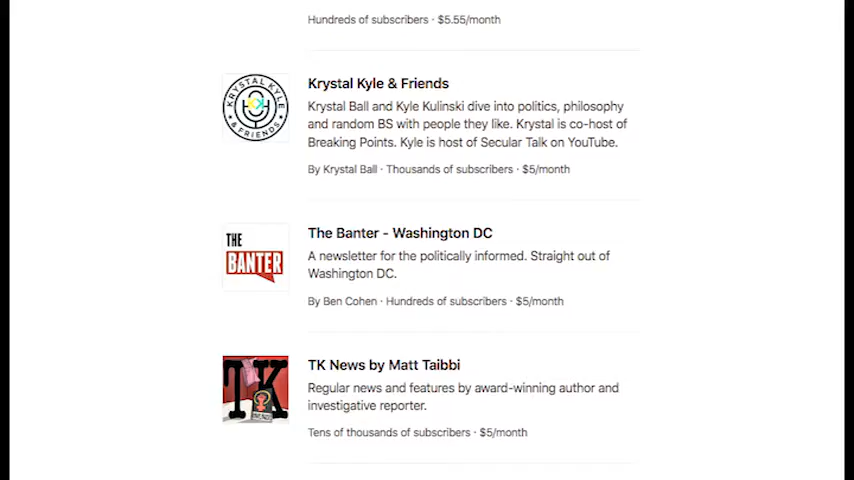 Hundreds of subscribers · $5.55/month
KRYSTAL KYLE
& FRIENDS
Krystal Kyle & Friends
Krystal Ball and Kyle Kulinski dive into politics, philosophy
and random BS with people they like. Krystal is co-host of
Breaking Points. Kyle is host of Secular Talk on YouTube.
By Krystal Ball · Thousands of subscribers · $5/month
THE
BANTER
The Banter - Washington DC
A newsletter for the politically informed. Straight out of
Washington DC.
By Ben Cohen · Hundreds of subscribers · $5/month
TK
TK News by Matt Taibbi
Regular news and features by award-winning author and
investigative reporter.
Tens of thousands of subscribers · $5/month